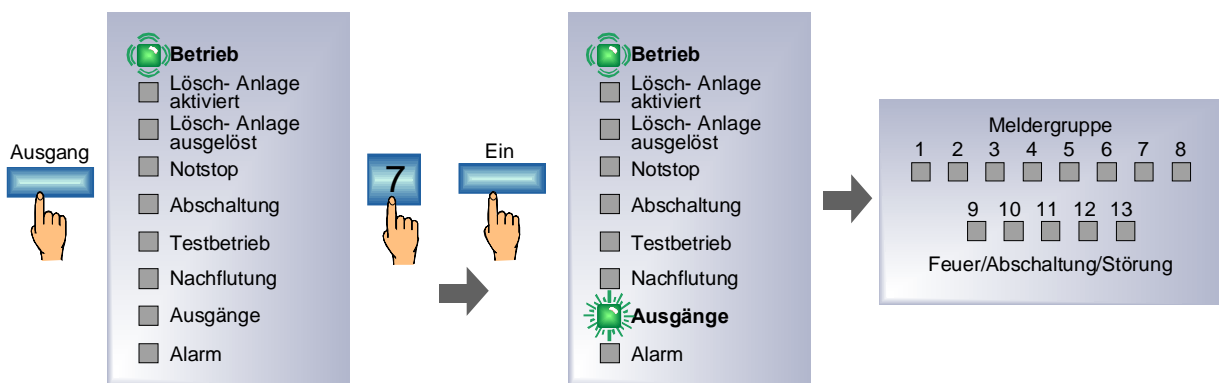 Ausgang
Betrieb
Lösch- Anlage
aktiviert
Lösch- Anlage
ausgelöst
Notstop
Abschaltung
Testbetrieb
Nachflutung
Ausgänge
Alarm
7
Ein
Betrieb
Lösch- Anlage
aktiviert
Lösch- Anlage
ausgelöst
Notstop
Abschaltung
Testbetrieb
Nachflutung
Ausgänge
Alarm
Meldergruppe
1 2 3 4 5 6 7 8
9 10 11 12 13
Feuer/Abschaltung/Störung